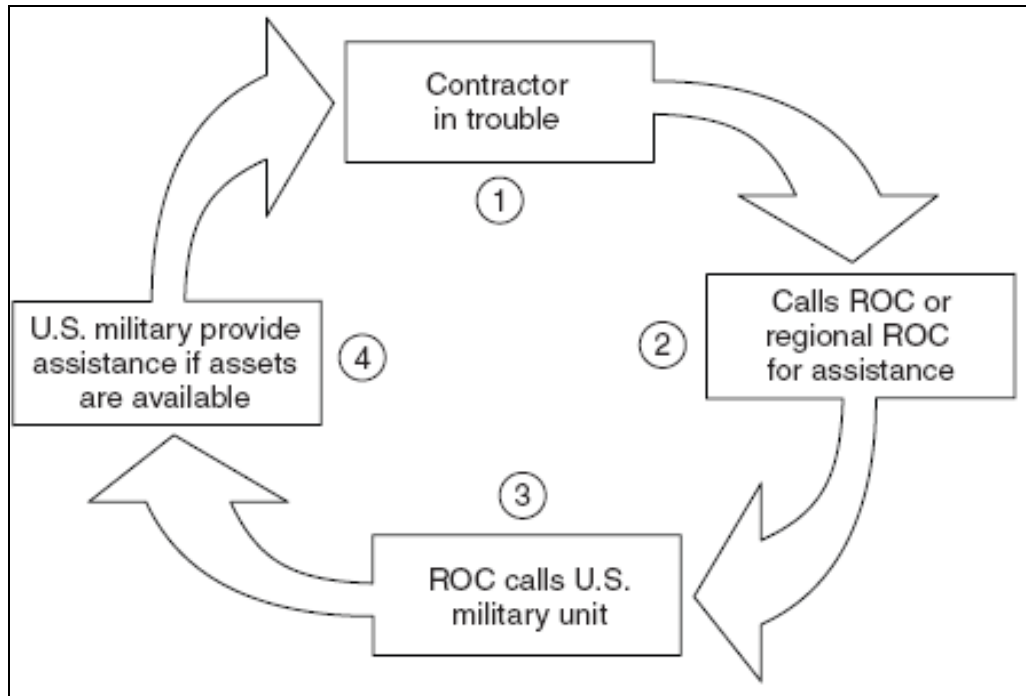 Contractor
in trouble
1
Calls ROC or
regional ROC
for assistance
2
3
ROC calls U.S.
military unit
U.S. military provide
assistance if assets
are available
4